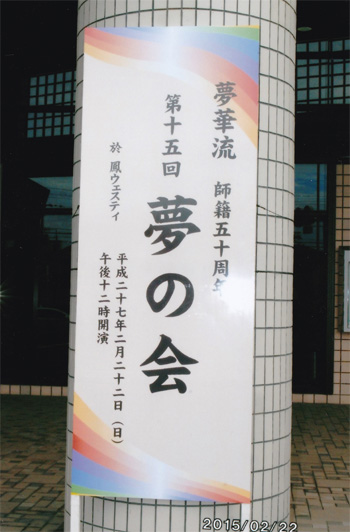 夢華流 師籍五十周年
第十五回 夢の会
於 鳳ウェスティ
平成二十七年二月二十二日(日)
午後十二時開演
2015/02/22